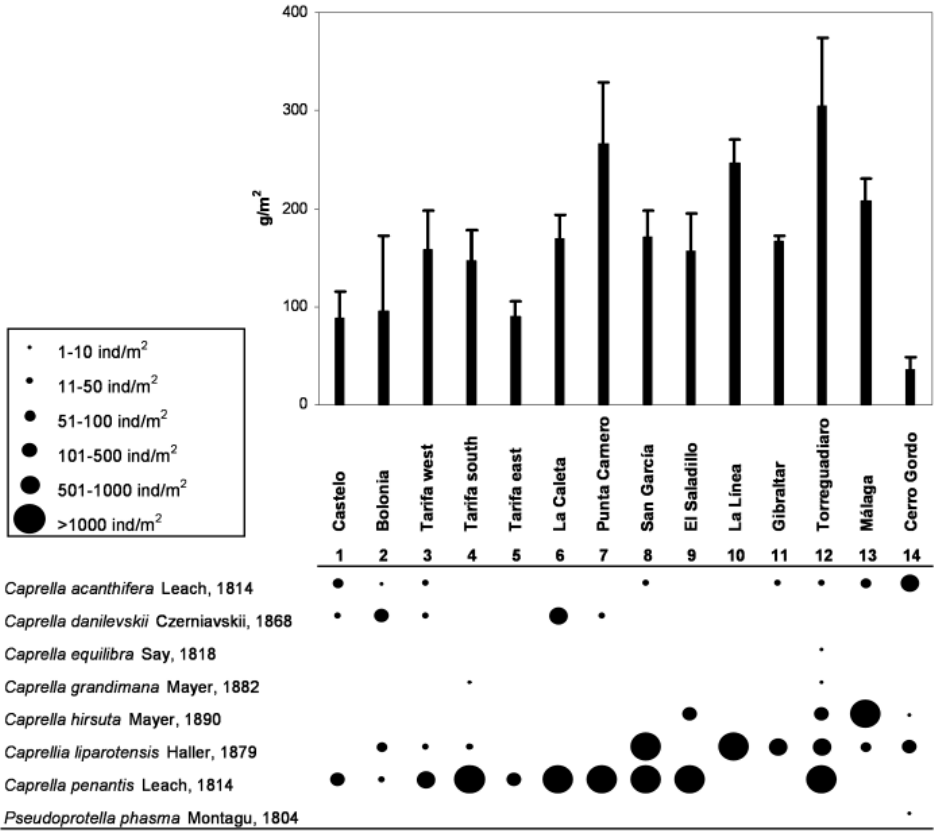 400
300
200
100
0
g/m2
1-10 ind/m2
11-50 ind/m2
51-100 ind/m2
101-500 ind/m2
501-1000 ind/m2
>1000 ind/m2
Castelo
Bolonia
Tarifa west
Tarifa south
Tarifa east
La Caleta
Punta Carnero
San García
El Saladillo
La Línea
Gibraltar
Torreguadiaro
Málaga
Cerro Gordo
1 2 3 4 5 6 7 8 9 10 11 12 13 14
Caprella acanthifera Leach, 1814
Caprella danilevskii Czerniavskii, 1868
Caprella equilibra Say, 1818
Caprella grandimana Mayer, 1882
Caprella hirsuta Mayer, 1890
Caprellia liparotensis Haller, 1879
Caprella penantis Leach, 1814
Pseudoprotella phasma Montagu, 1804